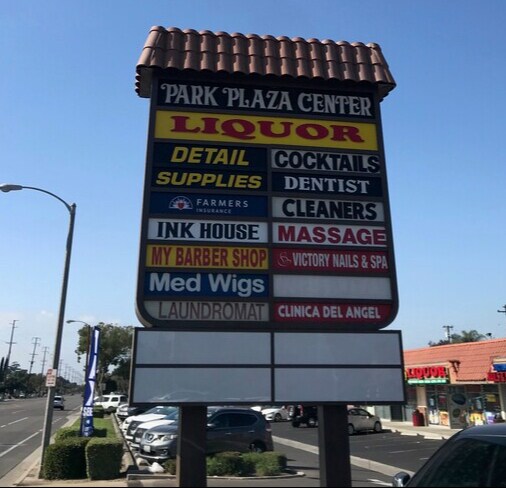 PARK PLAZA CENTER
LIQUOR
DETAIL
SUPPLIES
COCKTAILS
DENTIST
FARMERS
INSURANCE
CLEANERS
INK HOUSE
MASSAGE
MY BARBER SHOP
VICTORY NAILS & SPA
Med Wigs
LAUNDROMAT
CLINICA DEL ANGEL
LIQUOR